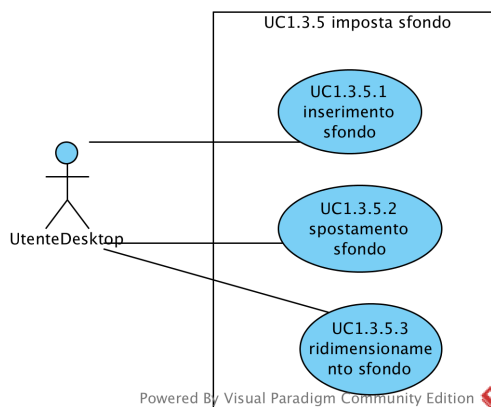 UC1.3.5 imposta sfondo
UC1.3.5.1
inserimento
sfondo
UtenteDesktop
UC1.3.5.2
spostamento
sfondo
UC1.3.5.3
ridimensioname
nto sfondo
Powered By Visual Paradigm Community Edition